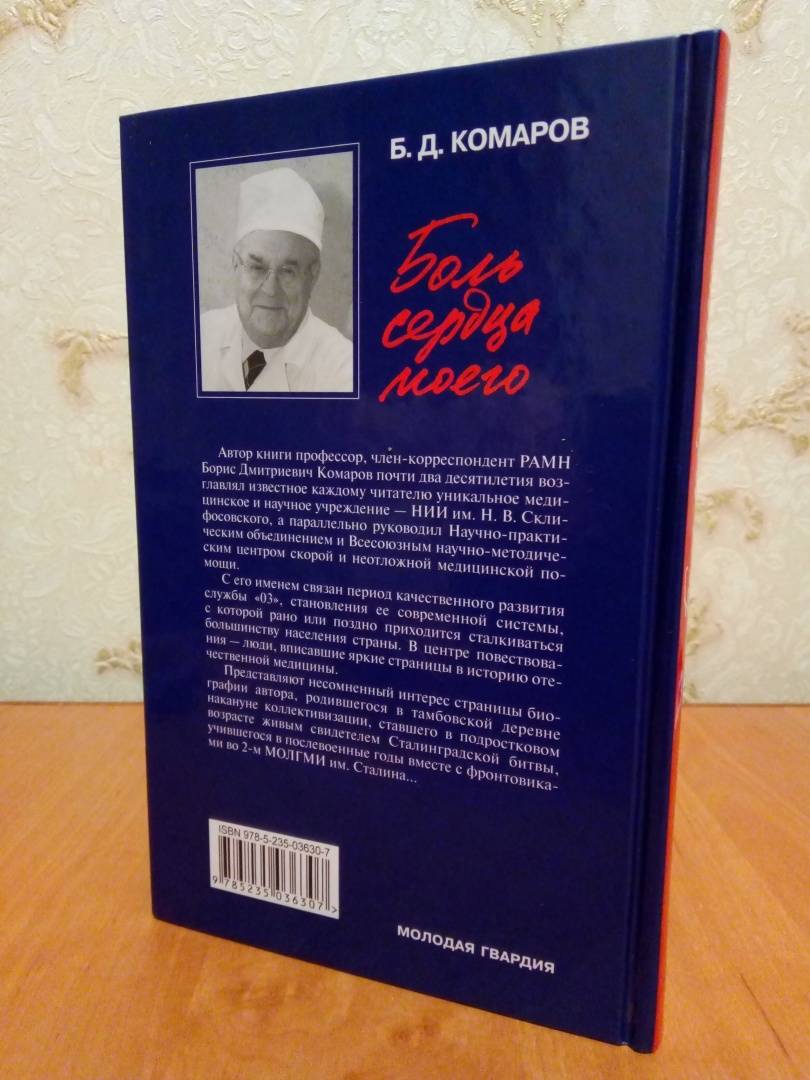 Б. Д. КОМАРОВ
Боль
сердца
моего
Автор книги профессор, член-корреспондент РАМН
Борис Дмитриевич Комаров почти два десятилетия воз-
главлял известное каждому читателю уникальное меди-
цинское и научное учреждение — НИИ им. Н. В. Скли-
фосовского, а параллельно руководил Научно-практи-
ческим объединением и Всесоюзным научно-методиче-
ским центром скорой и неотложной медицинской по-
мощи.
С его именем связан период качественного развития
службы «03», становления ее современной системы,
с которой рано или поздно приходится сталкиваться
большинству населения страны. В центре повествова-
ния — люди, вписавшие яркие страницы в историю оте-
чественной медицины.
Представляют несомненный интерес страницы био-
графии автора, родившегося в тамбовской деревне
накануне коллективизации, ставшего в подростковом
возрасте живым свидетелем Сталинградской битвы,
учившегося в послевоенные годы вместе с фронтовика-
ми во 2-м МОЛГМИ им. Сталина...
ISBN 978-5-235-03630-7
9 785235 036307 >
МОЛОДАЯ ГВАРДИЯ